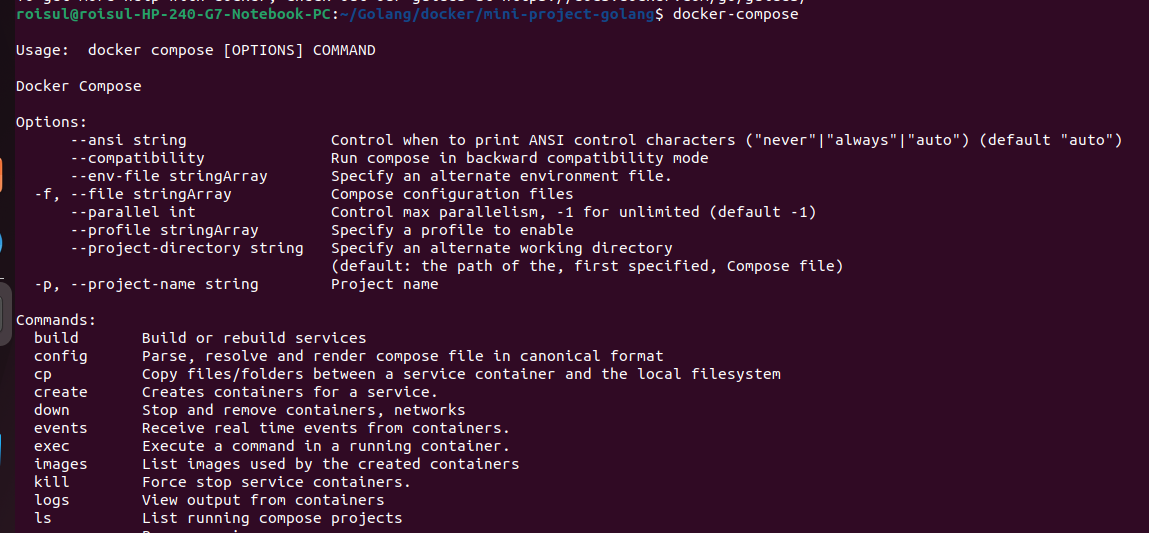 roisul@roisul-HP-240-G7-Notebook-PC:~/Golang/docker/mini-project-golang$ docker-compose
Usage:  docker compose [OPTIONS] COMMAND
Docker Compose
Options:
      --ansi string                Control when to print ANSI control characters ("never"|"always"|"auto") (default "auto")
      --compatibility              Run compose in backward compatibility mode
      --env-file stringArray       Specify an alternate environment file.
  -f, --file stringArray           Compose configuration files
      --parallel int               Control max parallelism, -1 for unlimited (default -1)
      --profile stringArray        Specify a profile to enable
      --project-directory string   Specify an alternate working directory
                                   (default: the path of the, first specified, Compose file)
  -p, --project-name string        Project name
Commands:
  build       Build or rebuild services
  config      Parse, resolve and render compose file in canonical format
  cp          Copy files/folders between a service container and the local filesystem
  create      Creates containers for a service.
  down        Stop and remove containers, networks
  events      Receive real time events from containers.
  exec        Execute a command in a running container.
  images      List images used by the created containers
  kill        Force stop service containers.
  logs        View output from containers
  ls          List running compose projects